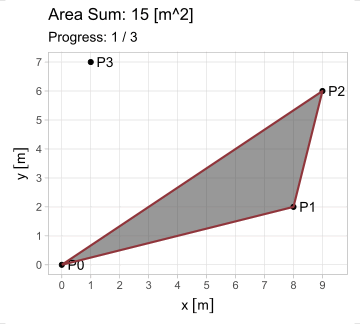 Area Sum: 15 [m^2]
Progress: 1 / 3
P3
P2
P1
P0
7
6
5
4
3
2
1
0
0 1 2 3 4 5 6 7 8 9
y [m]
x [m]